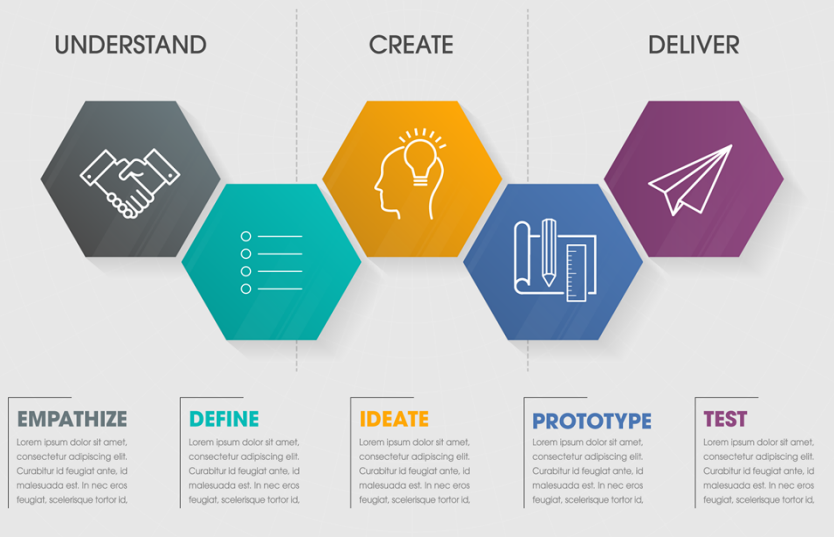 UNDERSTAND
CREATE
DELIVER
EMPATHIZE
Lorem ipsum dolor sit amet,
consectetur adipiscing elit.
Curabitur id feugiat ante, id
malesuada est. In nec eros
feugiat, scelerisque tortor id,
DEFINE
Lorem ipsum dolor sit amet,
consectetur adipiscing elit.
Curabitur id feugiat ante, id
malesuada est. In nec eros
feugiat, scelerisque tortor id,
IDEATE
Lorem ipsum dolor sit amet,
consectetur adipiscing elit.
Curabitur id feugiat ante, id
malesuada est. In nec eros
feugiat, scelerisque tortor id,
PROTOTYPE
Lorem ipsum dolor sit amet,
consectetur adipiscing elit.
Curabitur id feugiat ante, id
malesuada est. In nec eros
feugiat, scelerisque tortor id,
TEST
Lorem ipsum dolor sit amet,
consectetur adipiscing elit.
Curabitur id feugiat ante, id
malesuada est. In nec eros
feugiat, scelerisque tortor id,